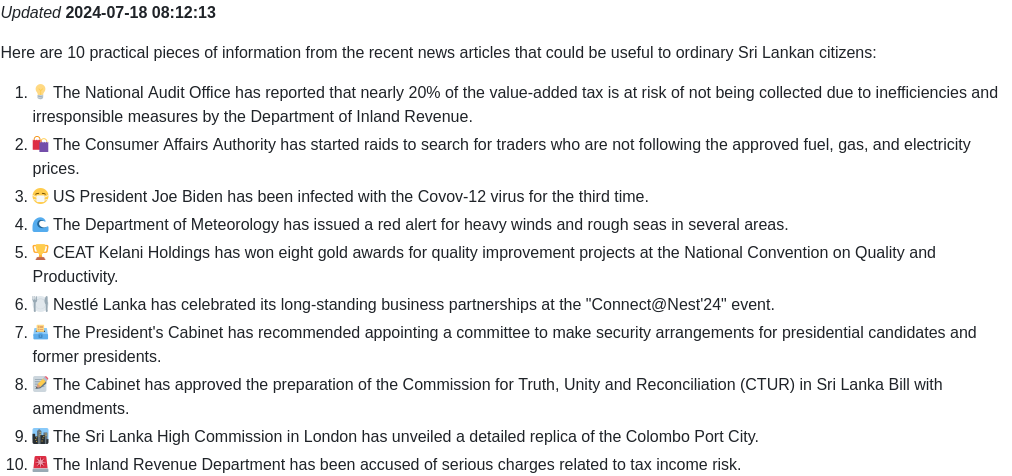 Updated 2024-07-18 08:12:13
Here are 10 practical pieces of information from the recent news articles that could be useful to ordinary Sri Lankan citizens:
1. 💡 The National Audit Office has reported that nearly 20% of the value-added tax is at risk of not being collected due to inefficiencies and
irresponsible measures by the Department of Inland Revenue.
2. 🛍️ The Consumer Affairs Authority has started raids to search for traders who are not following the approved fuel, gas, and electricity
prices.
3. 😷 US President Joe Biden has been infected with the Covov-12 virus for the third time.
4. 🌊 The Department of Meteorology has issued a red alert for heavy winds and rough seas in several areas.
5. 🏆 CEAT Kelani Holdings has won eight gold awards for quality improvement projects at the National Convention on Quality and
Productivity.
6. 🍽️ Nestlé Lanka has celebrated its long-standing business partnerships at the "Connect@Nest'24" event.
7. 🗳️ The President's Cabinet has recommended appointing a committee to make security arrangements for presidential candidates and
former presidents.
8. 📝 The Cabinet has approved the preparation of the Commission for Truth, Unity and Reconciliation (CTUR) in Sri Lanka Bill with
amendments.
9. 🏙️ The Sri Lanka High Commission in London has unveiled a detailed replica of the Colombo Port City.
10. 🚨 The Inland Revenue Department has been accused of serious charges related to tax income risk.